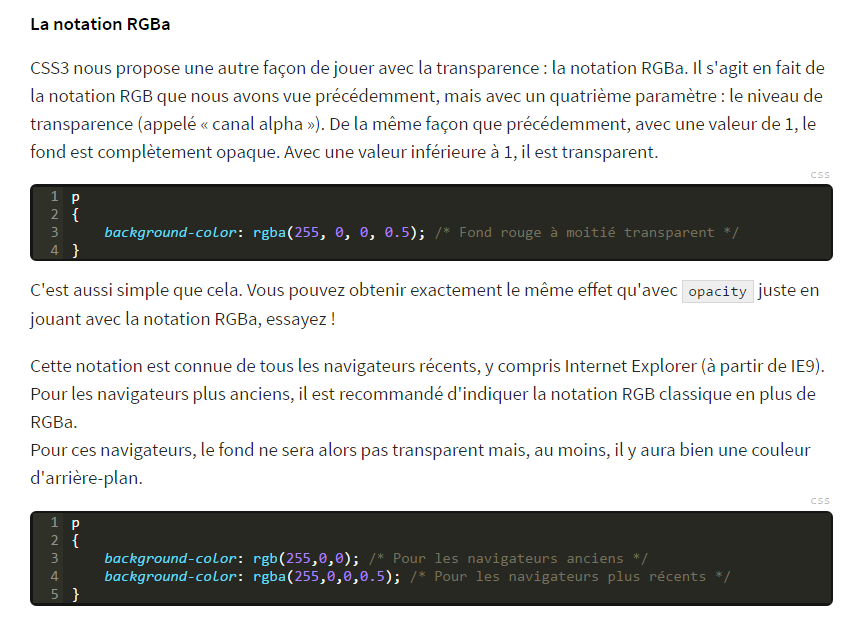 La notation RGBa
CSS3 nous propose une autre façon de jouer avec la transparence : la notation RGBa. Il s'agit en fait de
la notation RGB que nous avons vue précédemment, mais avec un quatrième paramètre : le niveau de
transparence (appelé « canal alpha »). De la même façon que précédemment, avec une valeur de 1, le
fond est complètement opaque. Avec une valeur inférieure à 1, il est transparent.
css
1 p
2 {
3     background-color: rgba(255, 0, 0, 0.5); /* Fond rouge à moitié transparent */
4 }
C'est aussi simple que cela. Vous pouvez obtenir exactement le même effet qu'avec opacity juste en
jouant avec la notation RGBa, essayez !
Cette notation est connue de tous les navigateurs récents, y compris Internet Explorer (à partir de IE9).
Pour les navigateurs plus anciens, il est recommandé d'indiquer la notation RGB classique en plus de
RGBa.
Pour ces navigateurs, le fond ne sera alors pas transparent mais, au moins, il y aura bien une couleur
d'arrière-plan.
css
1 p
2 {
3     background-color: rgb(255,0,0); /* Pour les navigateurs anciens */
4     background-color: rgba(255,0,0,0.5); /* Pour les navigateurs plus récents */
5 }